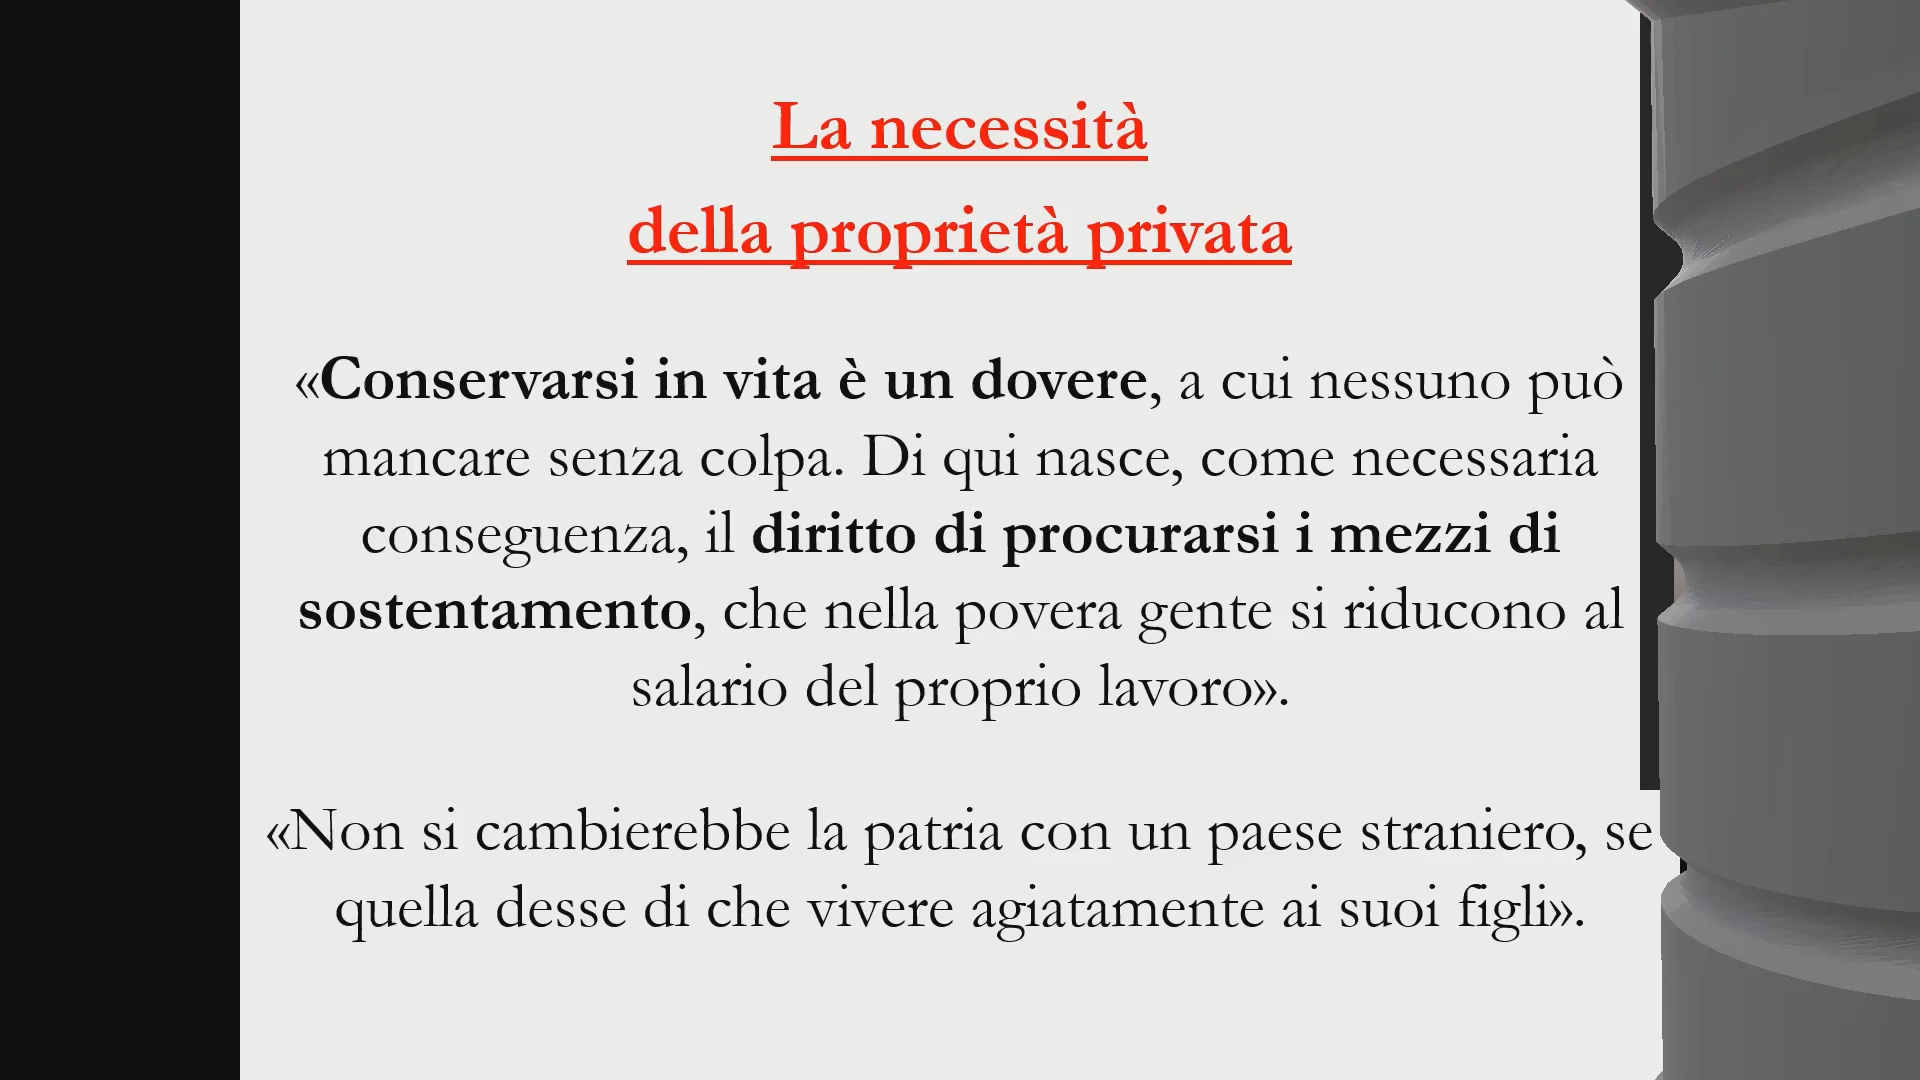 La necessità
della proprietà privata
«Conservarsi in vita è un dovere, a cui nessuno può
mancare senza colpa. Di qui nasce, come necessaria
conseguenza, il diritto di procurarsi i mezzi di
sostentamento, che nella povera gente si riducono al
salario del proprio lavoro».
«Non si cambierebbe la patria con un paese straniero, se
quella desse di che vivere agiatamente ai suoi figli».